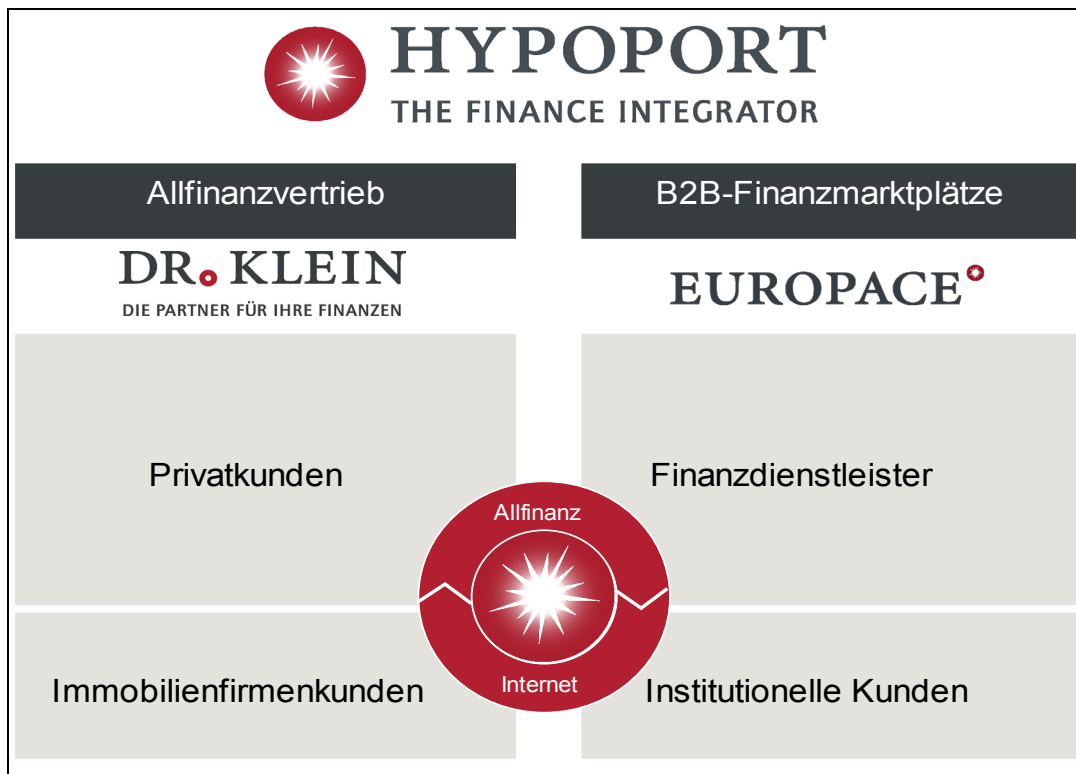 HYPOPORT
THE FINANCE INTEGRATOR
Allfinanzvertrieb
B2B-Finanzmarktplätze
DR. KLEIN
DIE PARTNER FÜR IHRE FINANZEN
EUROPACE
Privatkunden
Finanzdienstleister
Allfinanz
Internet
Immobilienfirmenkunden
Institutionelle Kunden